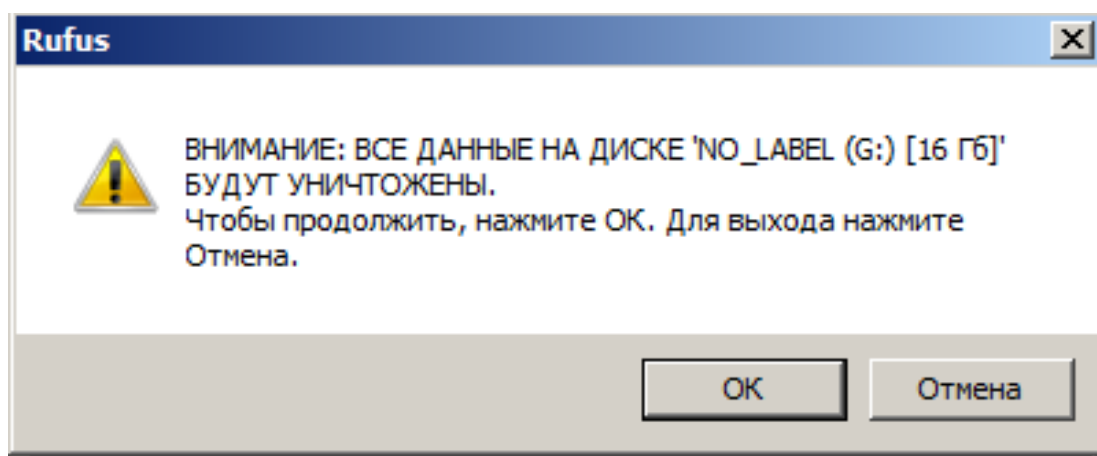 Rufus
ВНИМАНИЕ: ВСЕ ДАННЫЕ НА ДИСКЕ 'NO_LABEL (G:) [16 Гб]'
БУДУТ УНИЧТОЖЕНЫ.
Чтобы продолжить, нажмите ОК. Для выхода нажмите
Отмена.
ОК Отмена